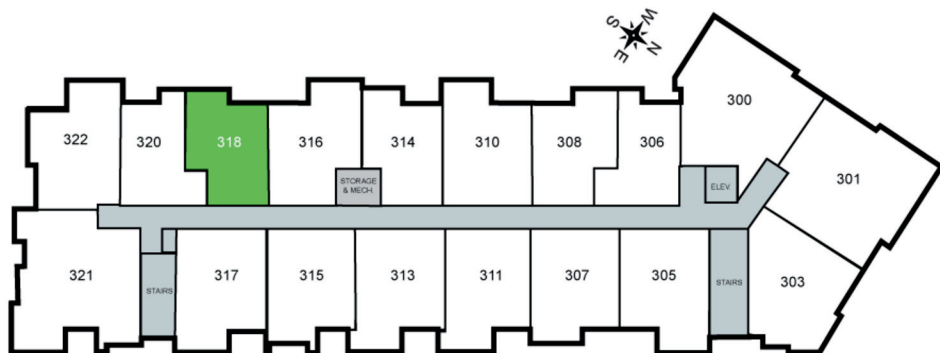 S W
E N
300
322 320 318 316 314 310 308 306
301
STORAGE
& MECH.
ELEV.
321 317 315 313 311 307 305 303
STAIRS STAIRS